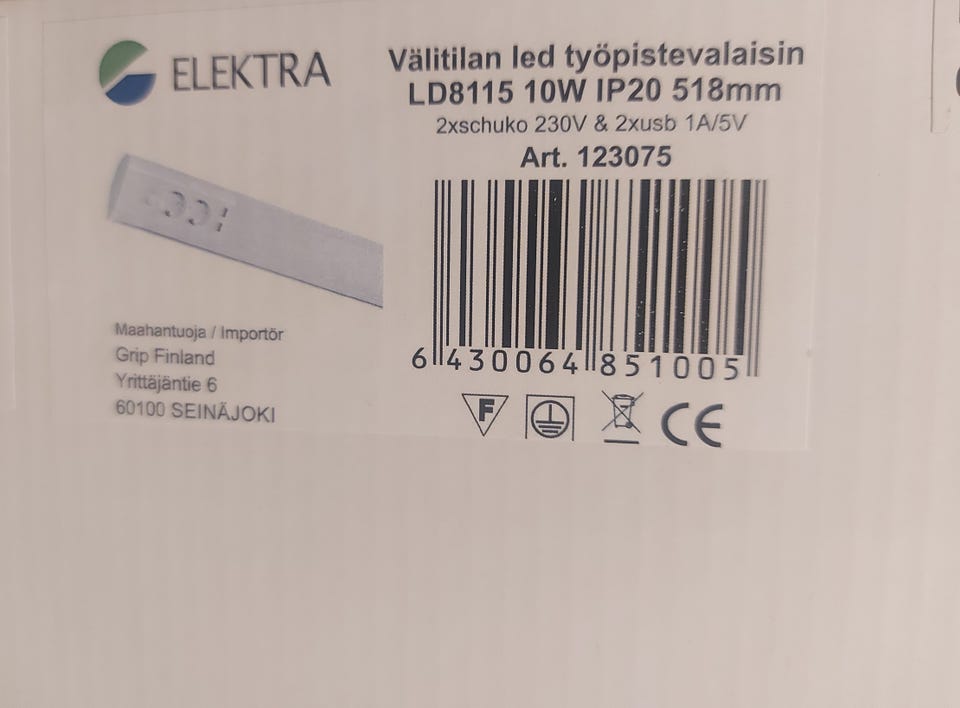 ELEKTRA
Välitilan led työpistevalaisin
LD8115 10W IP20 518mm
2xschuko 230V & 2xusb 1A/5V
Art. 123075
6 430064 851005
Maahantuoja / Importör
Grip Finland
Yrittäjäntie 6
60100 SEINÄJOKI
F
CE